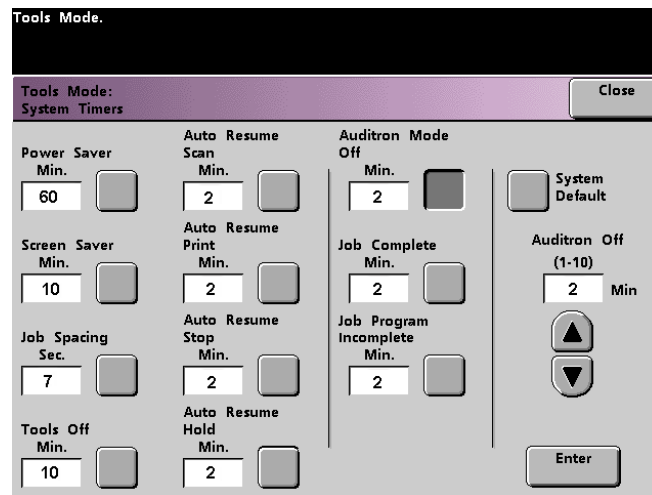 Tools Mode.
Tools Mode:
System Timers
Close
Power Saver
Min.
60
Screen Saver
Min.
10
Job Spacing
Sec.
7
Tools Off
Min.
10
Auto Resume
Scan
Min.
2
Auto Resume
Print
Min.
2
Auto Resume
Stop
Min.
2
Auto Resume
Hold
Min.
2
Auditron Mode
Off
Min.
2
Job Complete
Min.
2
Job Program
Incomplete
Min.
2
System
Default
Auditron Off
(1-10)
2 Min
Enter